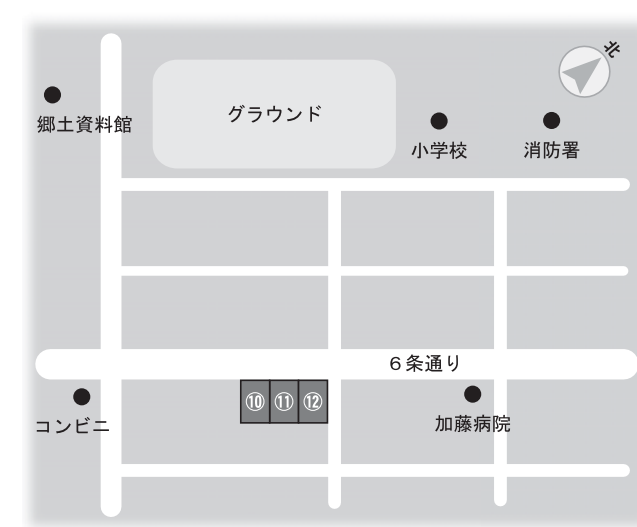 北
グラウンド
郷土資料館
小学校
消防署
6条通り
⑩ ⑪ ⑫
コンビニ
加藤病院